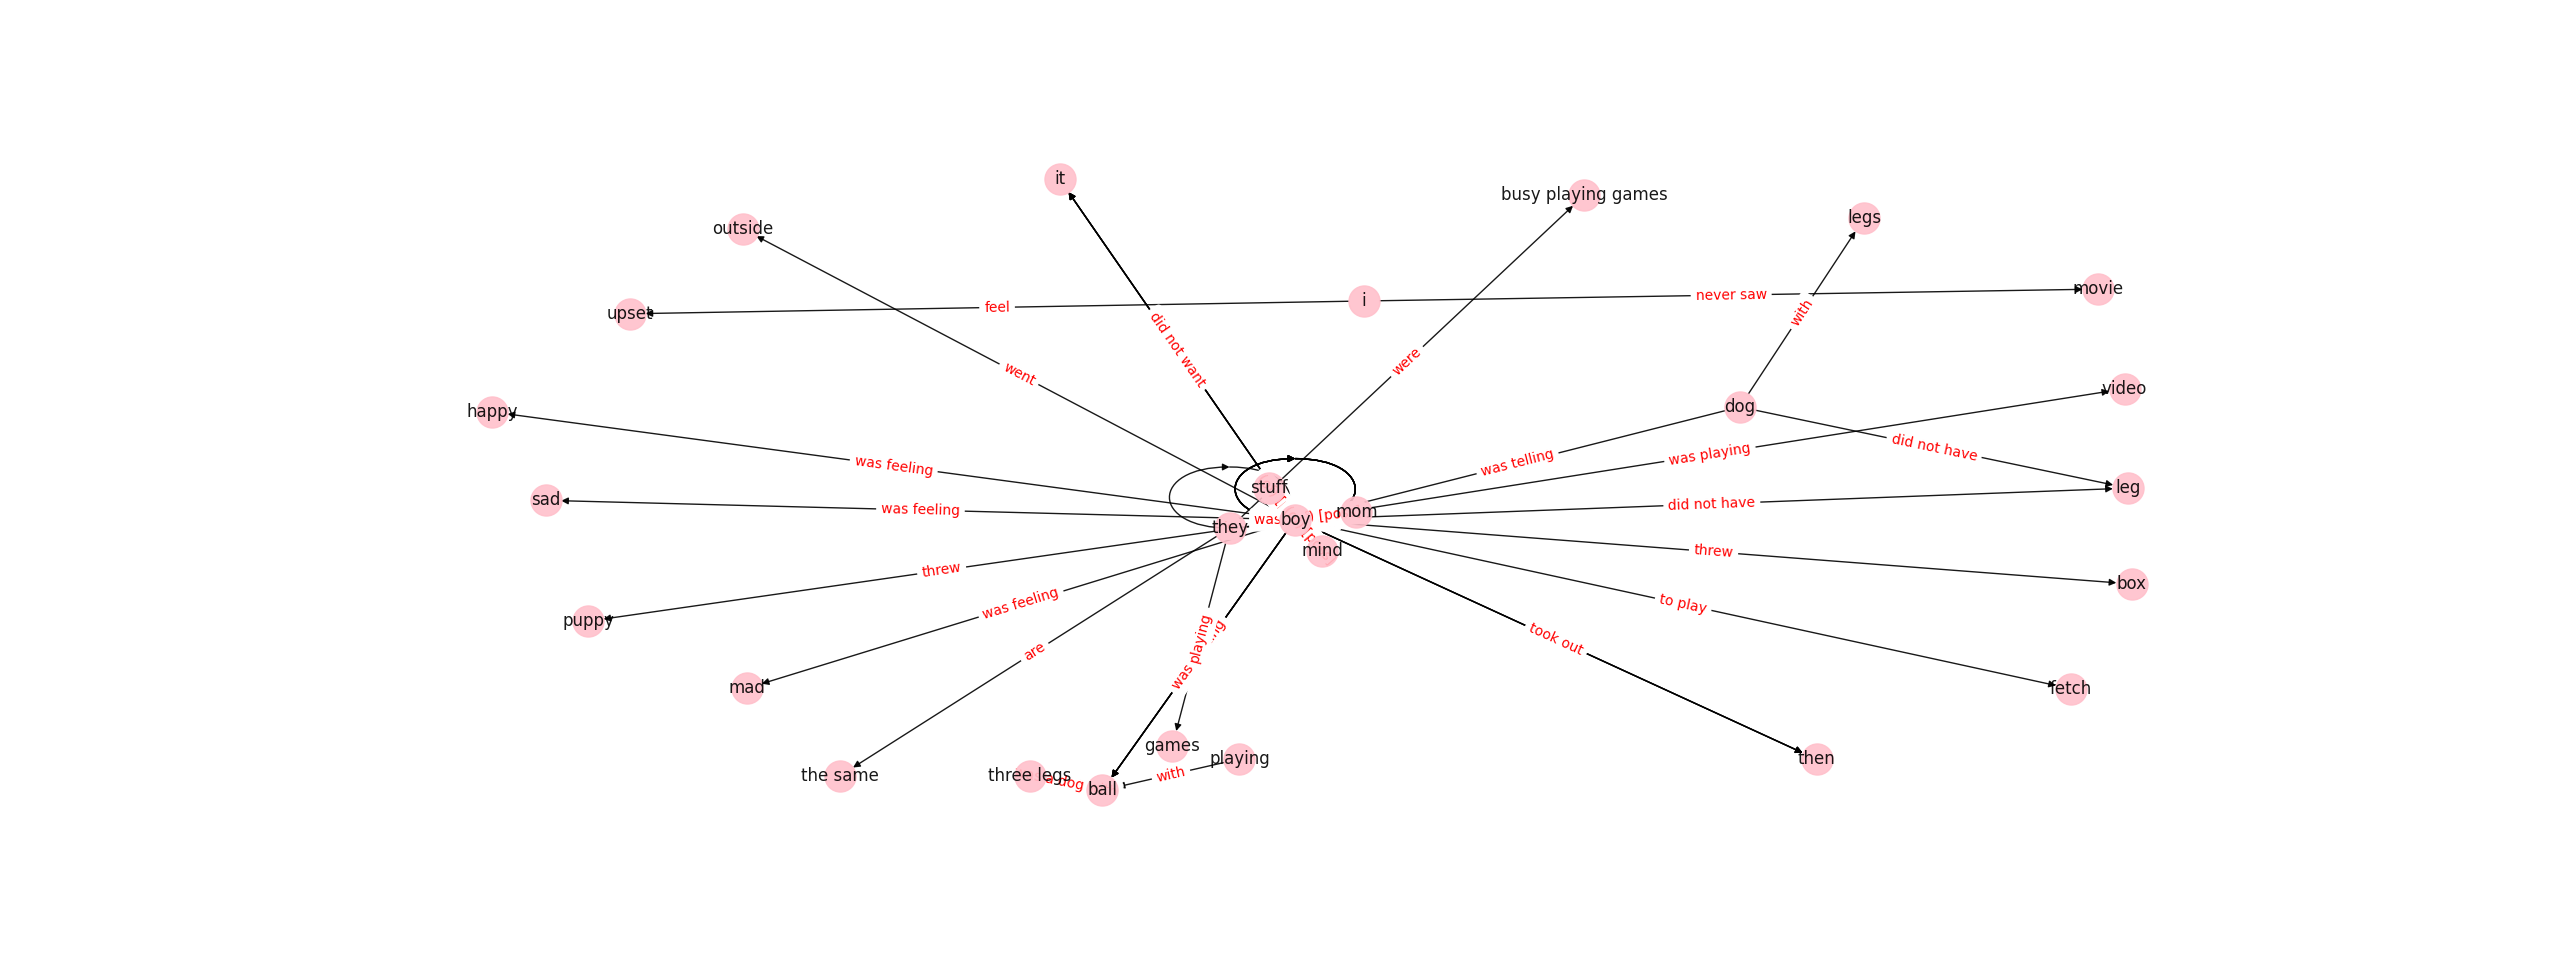 it
busy playing games
legs
outside
movie
never saw
i
feel
upset
with
did not want
were
went
video
dog
happy
did not have
was playing
was telling
was feeling
leg
stuff
sad
did not have
was feeling
mom
boy
they
was
mind
threw
box
threw
to play
was feeling
puppy
took out
are
was playing
mad
fetch
games
playing
then
the same
three legs
a dog
with
ball